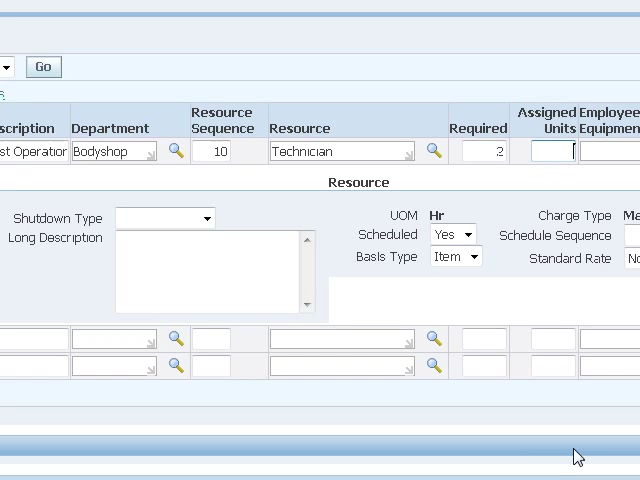 Go
s
Resource Assigned Employee
scription Department Sequence Resource Required Units Equipmen
st Operation Bodyshop 10 Technician 2
Resource
Shutdown Type UOM Hr Charge Type Ma
Long Description Scheduled Yes Schedule Sequence
Basis Type Item Standard Rate No